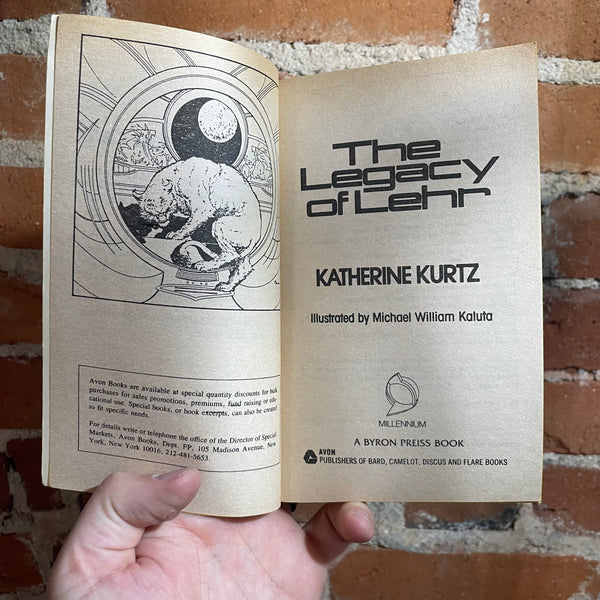 Avon Books are available at special quantity discounts for bulk
purchases for sales promotions, premiums, fund raising or edu-
cational use. Special books, or book excerpts, can also be created
to fit specific needs.
For details write or telephone the office of the Director of Special
Markets, Avon Books, Dept. FP, 105 Madison Avenue, New
York, New York 10016, 212-481-5653.
The
Legacy
of Lehr
KATHERINE KURTZ
Illustrated by Michael William Kaluta
MILLENNIUM
A BYRON PREISS BOOK
AVON
PUBLISHERS OF BARD, CAMELOT, DISCUS AND FLARE BOOKS